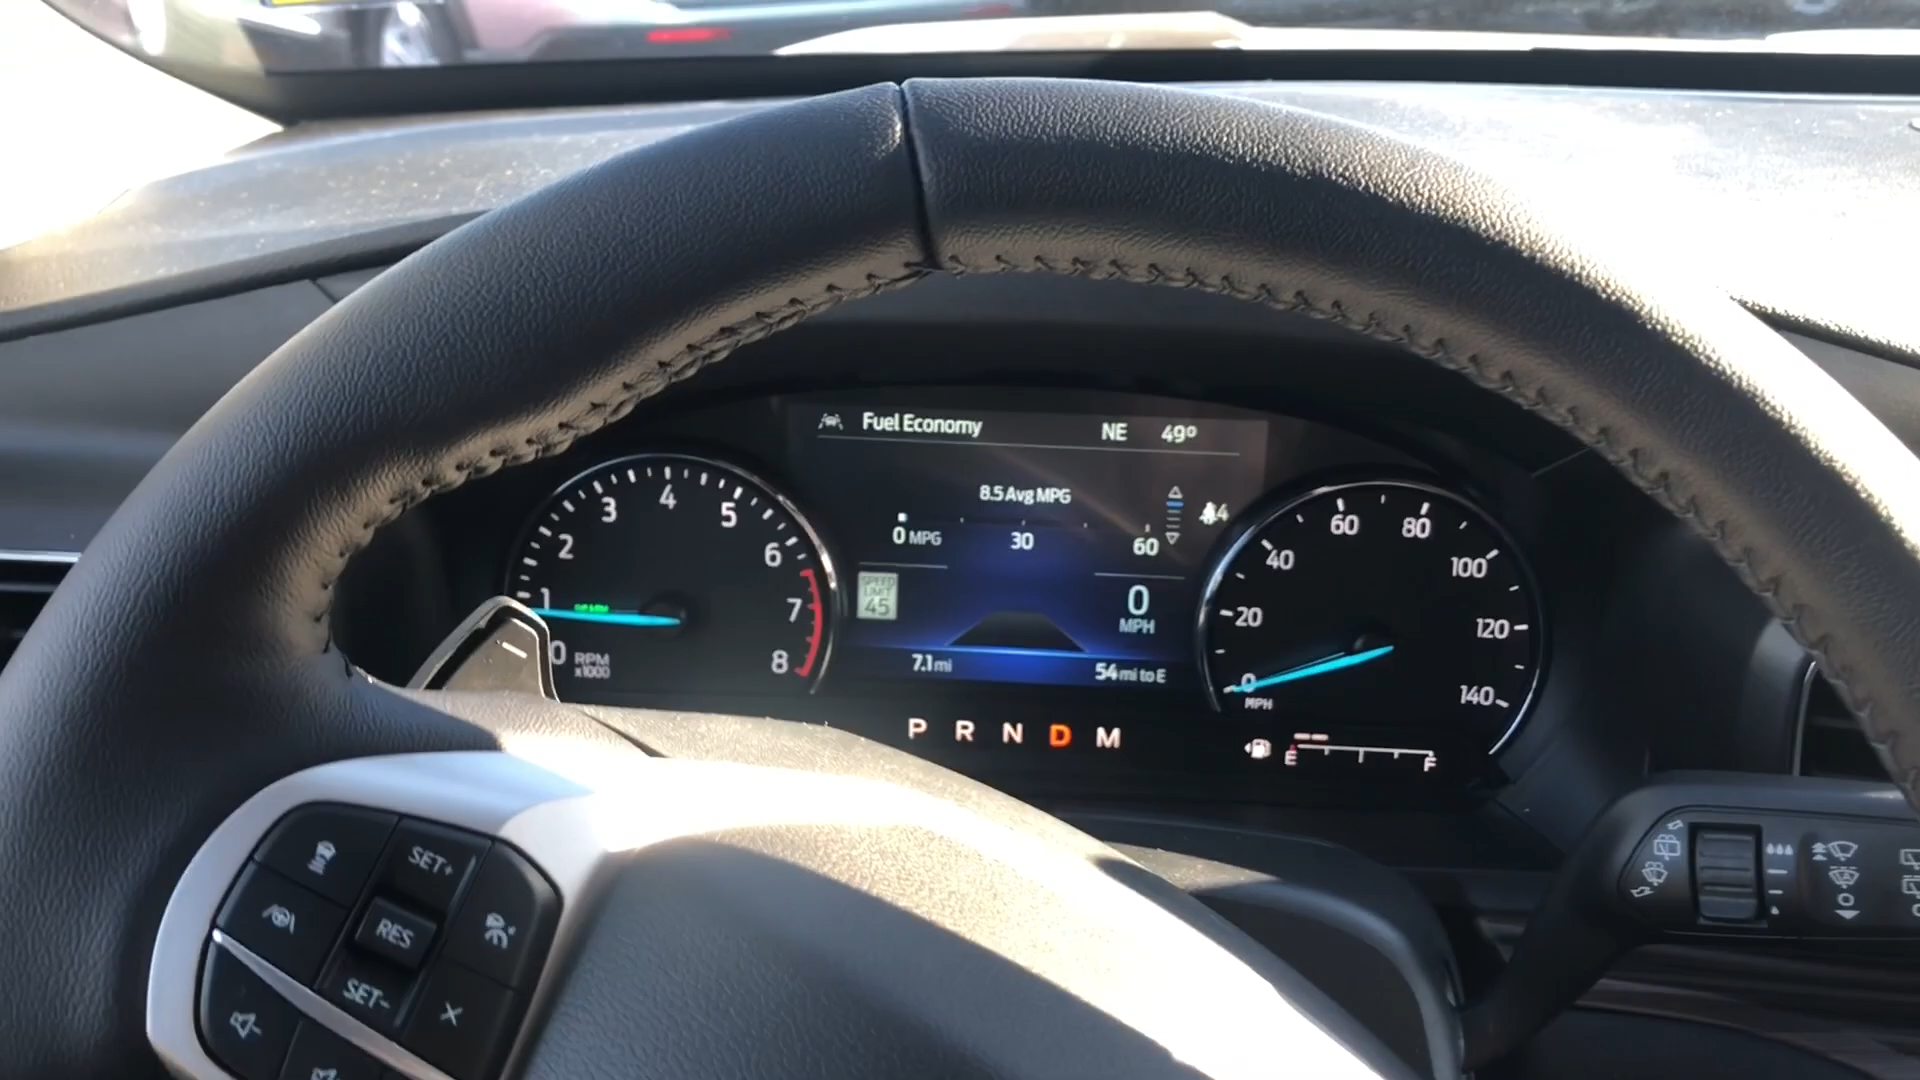 Fuel Economy NE 49°
8.5 Avg MPG
0 MPG 30 60
4
SPEED
LIMIT
45
0
MPH
7.1 mi 54 mi to E
0 1 2 3 4 5 6 7 8
RPM
x1000
0 20 40 60 80 100 120 140
MPH
P R N D M
E F
SET+
RES
SET-